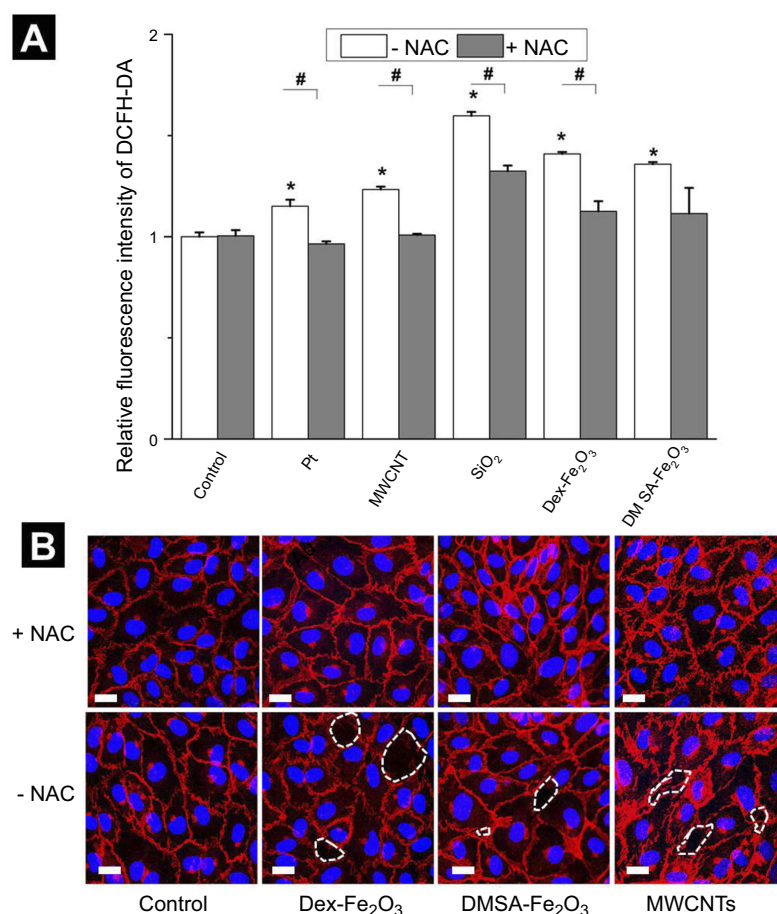 A
2
- NAC
+ NAC
#
#
#
#
*
*
*
*
*
1
0
Relative fluorescence intensity of DCFH-DA
Control
Pt
MWCNT
SiO₂
Dex-Fe₂O₃
DM SA-Fe₂O₃
B
+ NAC
- NAC
Control
Dex-Fe₂O₃
DMSA-Fe₂O₃
MWCNTs